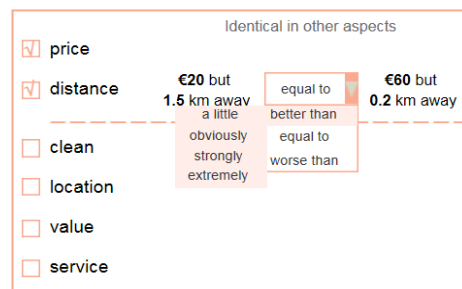 Identical in other aspects
price
distance
€20 but
1.5 km away
equal to
€60 but
0.2 km away
a little
obviously
strongly
extremely
better than
equal to
worse than
clean
location
value
service